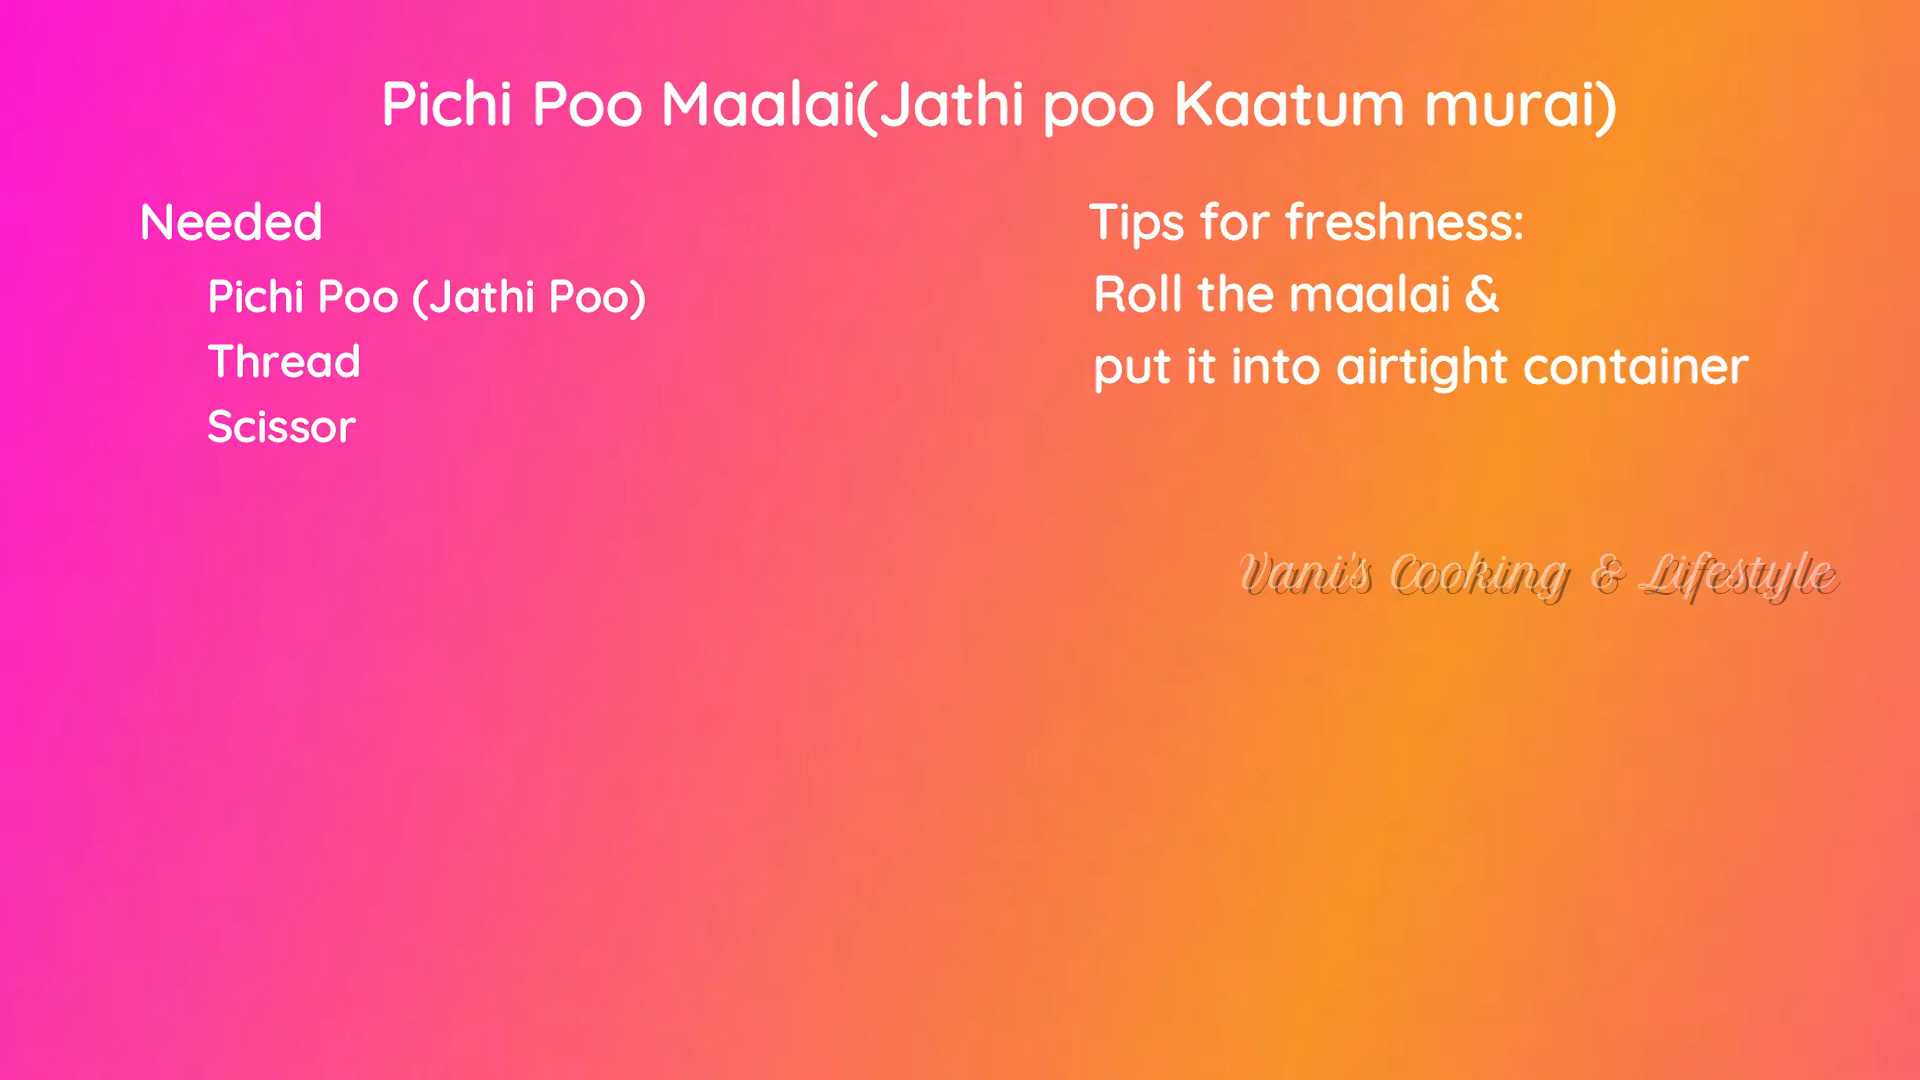 Pichi Poo Maalai(Jathi poo Kaatum murai)
Needed
Pichi Poo (Jathi Poo)
Thread
Scissor
Tips for freshness:
Roll the maalai &
put it into airtight container
Vani's Cooking & Lifestyle